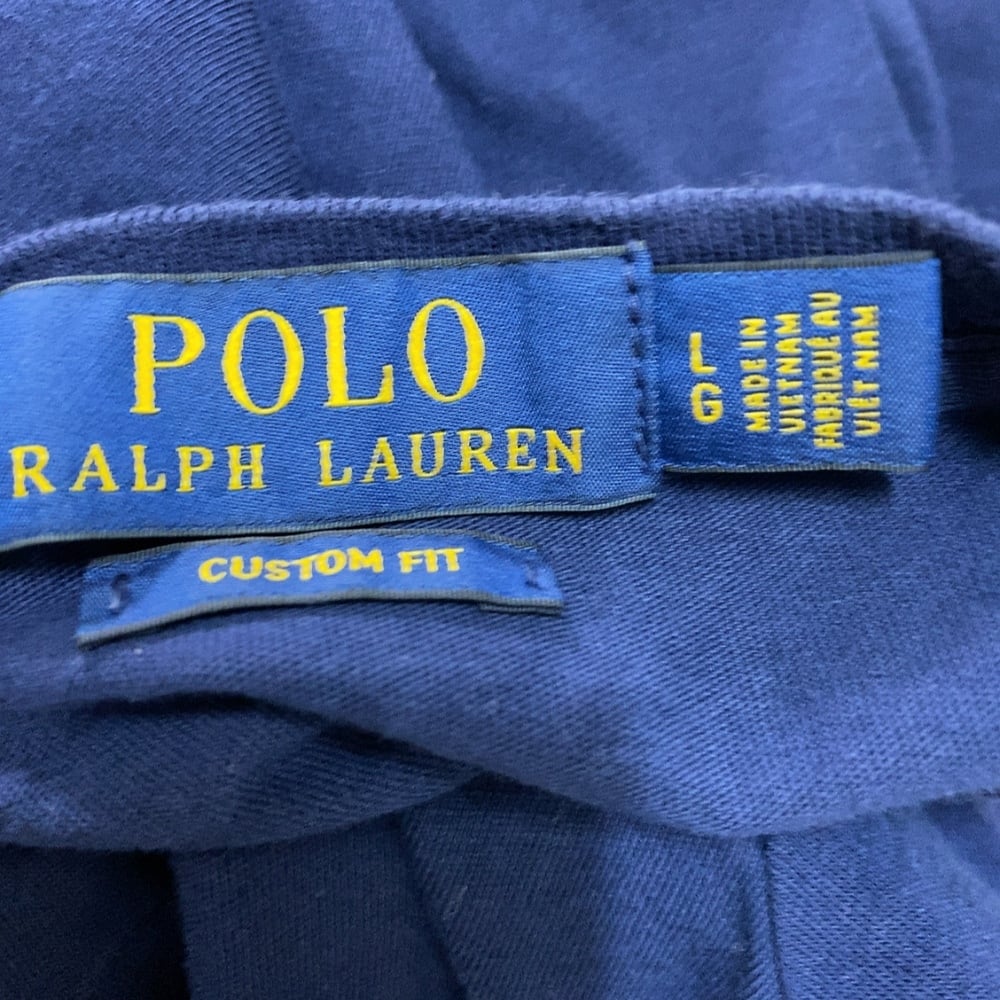 POLO
RALPH LAUREN
CUSTOM FIT
L
G
MADE IN
VIETNAM
FABRIQUÉ AU
VIÊT NAM